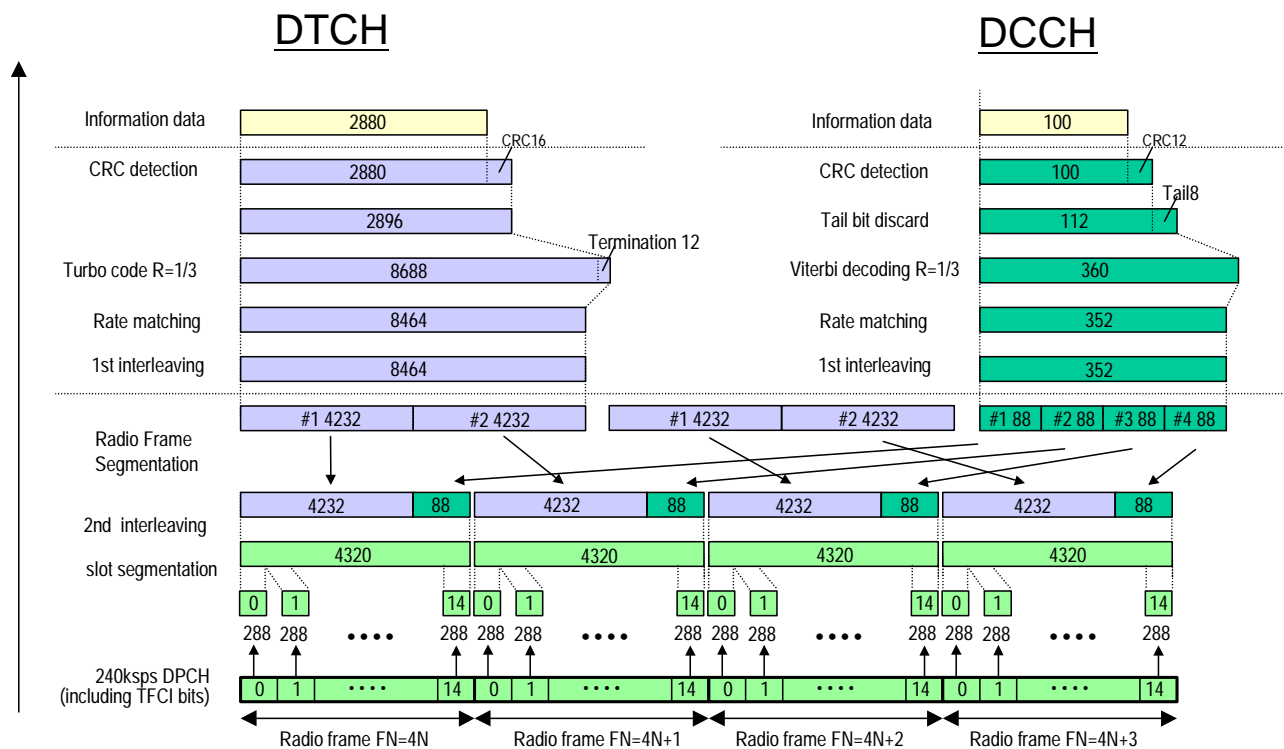 DTCH DCCH
Information data 2880 Information data 100
CRC16 CRC12
CRC detection 2880 CRC detection 100
Tail8
2896 Tail bit discard 112
Termination 12
Turbo code R=1/3 8688 Viterbi decoding R=1/3 360
Rate matching 8464 Rate matching 352
1st interleaving 8464 1st interleaving 352
#1 4232 #2 4232 #1 4232 #2 4232 #1 88 #2 88 #3 88 #4 88
Radio Frame
Segmentation
4232 88 4232 88 4232 88 4232 88
2nd interleaving
4320 4320 4320 4320
slot segmentation
0 1 14 0 1 14 0 1 14 0 1 14
288 288 •••• 288 288 288 •••• 288 288 288 •••• 288 288 288 •••• 288
240ksps DPCH
(including TFCI bits)
0 1 •••• 14 0 1 •••• 14 0 1 •••• 14 0 1 •••• 14
Radio frame FN=4N Radio frame FN=4N+1 Radio frame FN=4N+2 Radio frame FN=4N+3